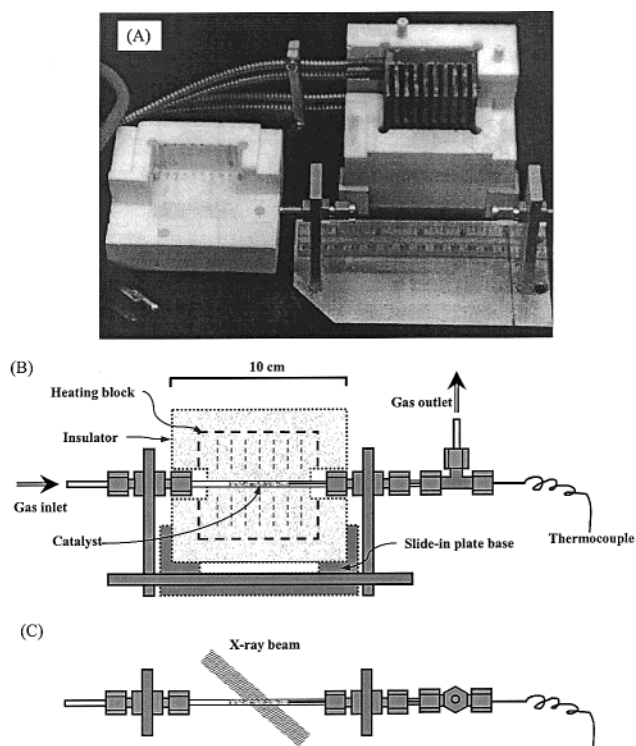 (A)
(B)
10 cm
Heating block
Gas outlet
Insulator
Gas inlet
Catalyst
Slide-in plate base
Thermocouple
(C)
X-ray beam